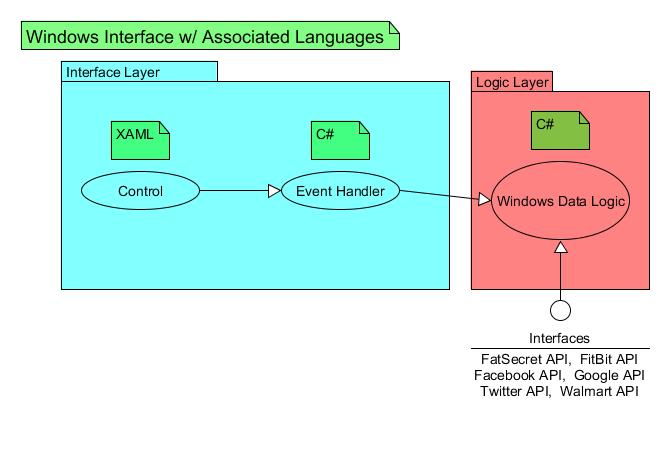 Windows Interface w/ Associated Languages
Interface Layer
XAML
C#
Control
Event Handler
Logic Layer
C#
Windows Data Logic
Interfaces
FatSecret API,  FitBit API
Facebook API,  Google API
Twitter API,  Walmart API